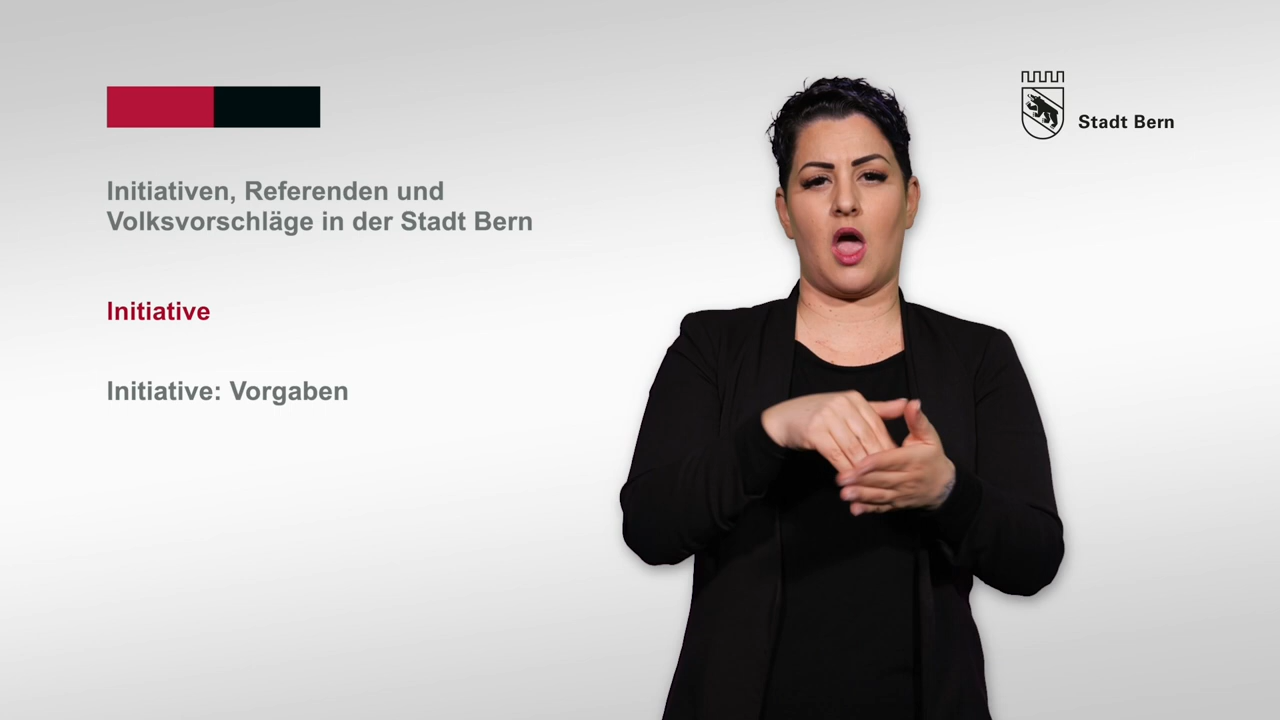 Stadt Bern
Initiativen, Referenden und
Volksvorschläge in der Stadt Bern
Initiative
Initiative: Vorgaben